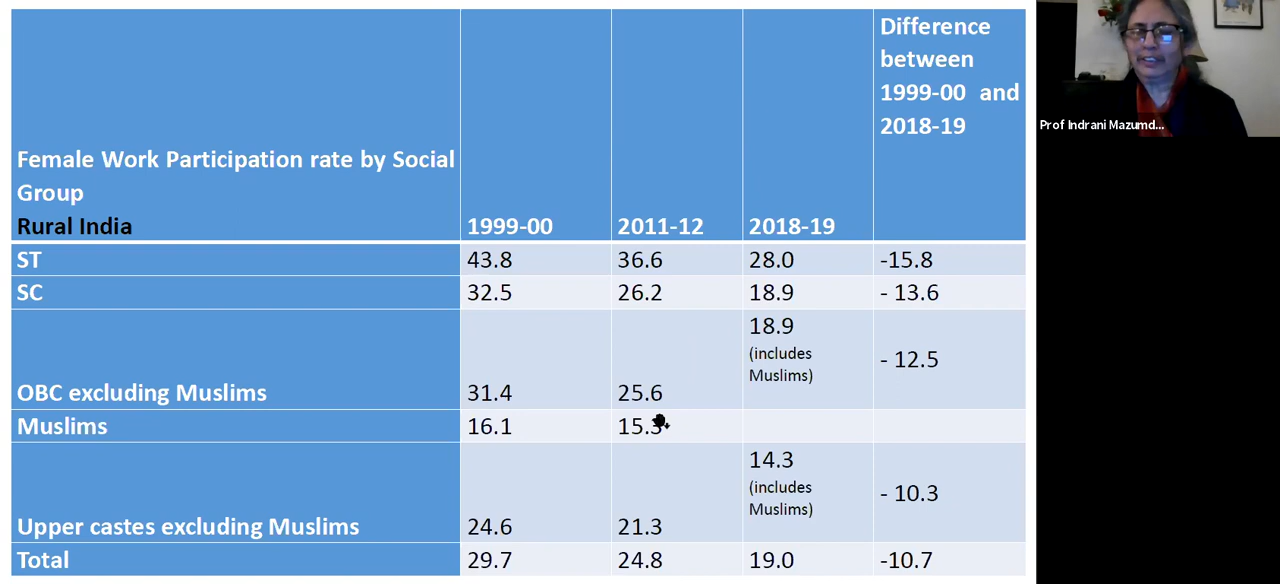 Difference
between
1999-00 and
2018-19
Female Work Participation rate by Social
Group
Rural India 1999-00 2011-12 2018-19
ST 43.8 36.6 28.0 -15.8
SC 32.5 26.2 18.9 - 13.6
18.9
(includes
Muslims)
- 12.5
OBC excluding Muslims 31.4 25.6
Muslims 16.1 15.3
14.3
(includes
Muslims)
- 10.3
Upper castes excluding Muslims 24.6 21.3
Total 29.7 24.8 19.0 -10.7
Prof Indrani Mazumd...